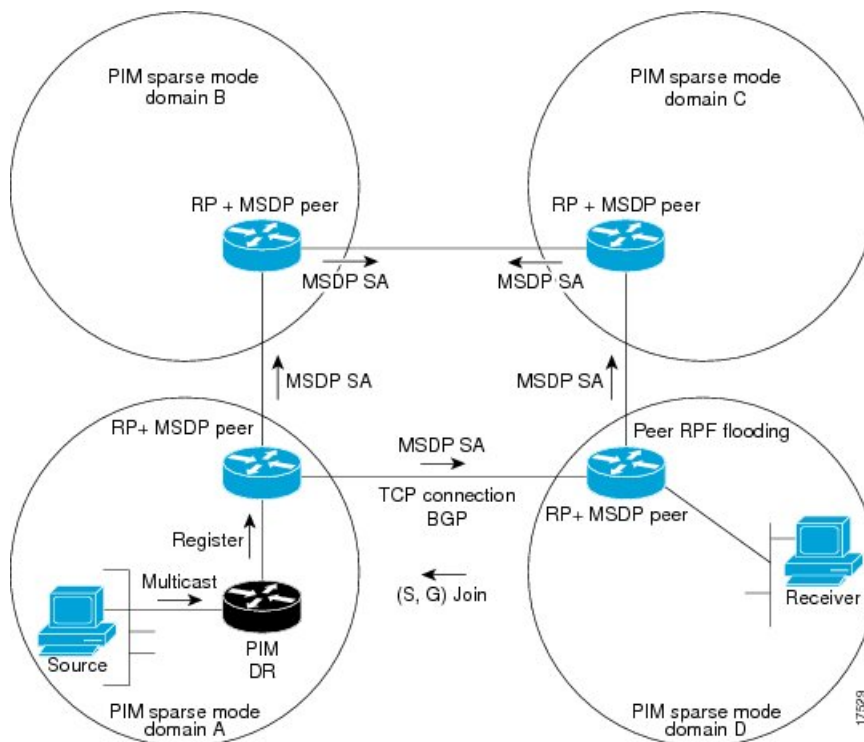 PIM sparse mode
domain B
PIM sparse mode
domain C
RP + MSDP peer
RP + MSDP peer
MSDP SA
MSDP SA
MSDP SA
MSDP SA
RP+ MSDP peer
MSDP SA
Peer RPF flooding
TCP connection
BGP
RP+ MSDP peer
Register
Multicast
(S, G) Join
Receiver
Source
PIM
DR
PIM sparse mode
domain A
PIM sparse mode
domain D
17529